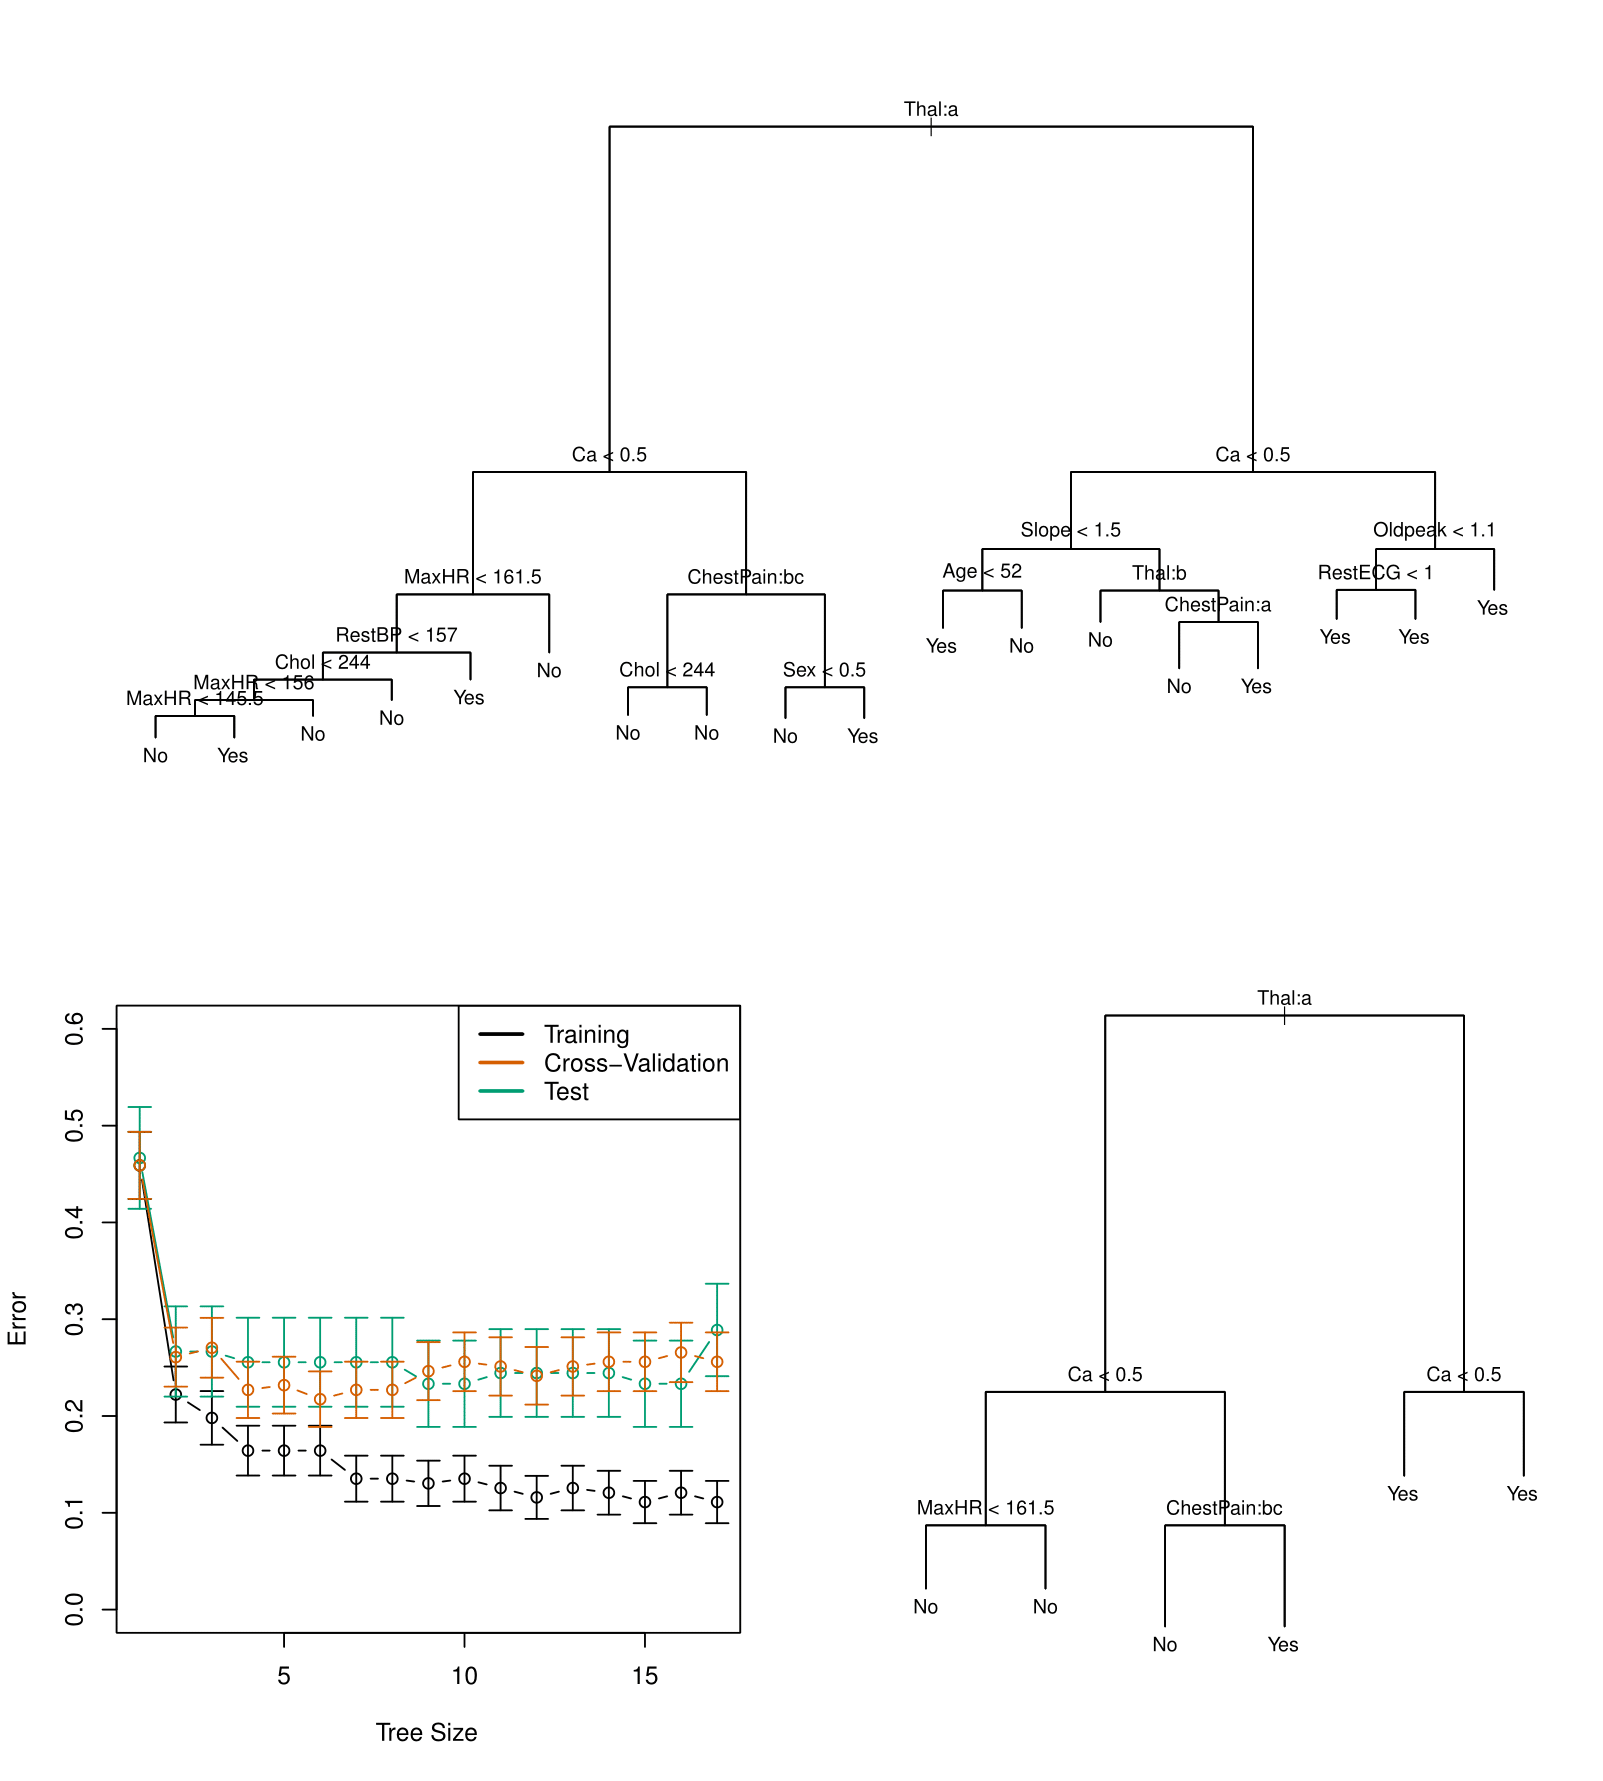 Thal:a
Ca < 0.5
Ca < 0.5
Slope < 1.5
Oldpeak < 1.1
MaxHR < 161.5
ChestPain:bc
Age < 52
Thal:b
RestECG < 1
ChestPain:a
Yes
RestBP < 157
Yes
No
No
Yes
Yes
Chol < 244
No
Chol < 244
Sex < 0.5
MaxHR < 156
No
Yes
MaxHR < 145.5
Yes
No
No
No
No
No
Yes
No
Yes
Training
Cross−Validation
Test
Error
0.6
0.5
0.4
0.3
0.2
0.1
0.0
5
10
15
Tree Size
Thal:a
Ca < 0.5
Ca < 0.5
MaxHR < 161.5
ChestPain:bc
Yes
Yes
No
No
No
Yes